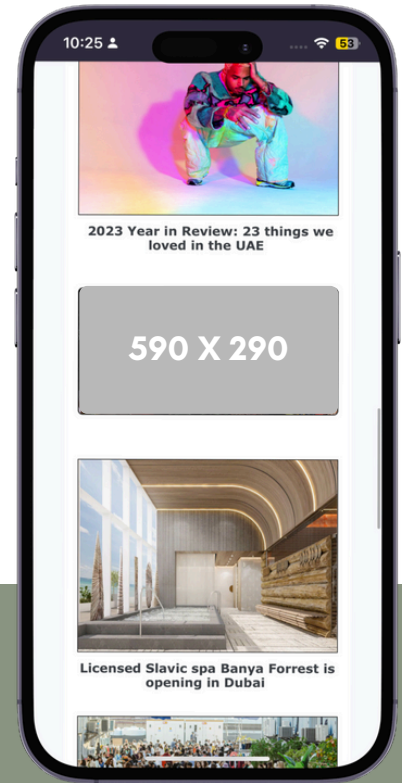 10:25
53
2023 Year in Review: 23 things we
loved in the UAE
590 X 290
Licensed Slavic spa Banya Forrest is
opening in Dubai